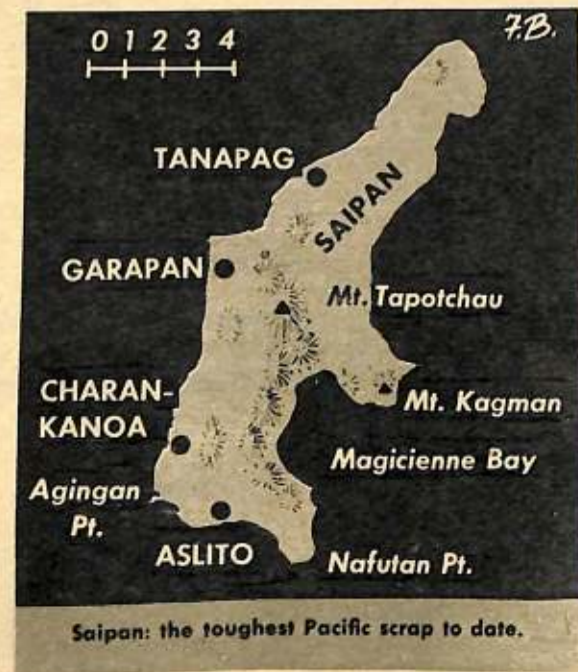 7.B.
0 1 2 3 4
TANAPAG
SAIPAN
GARAPAN
Mt. Tapotchau
CHARAN-
KANOA
Mt. Kagman
Magicienne Bay
Agingan
Pt.
ASLITO
Nafutan Pt.
Saipan: the toughest Pacific scrap to date.